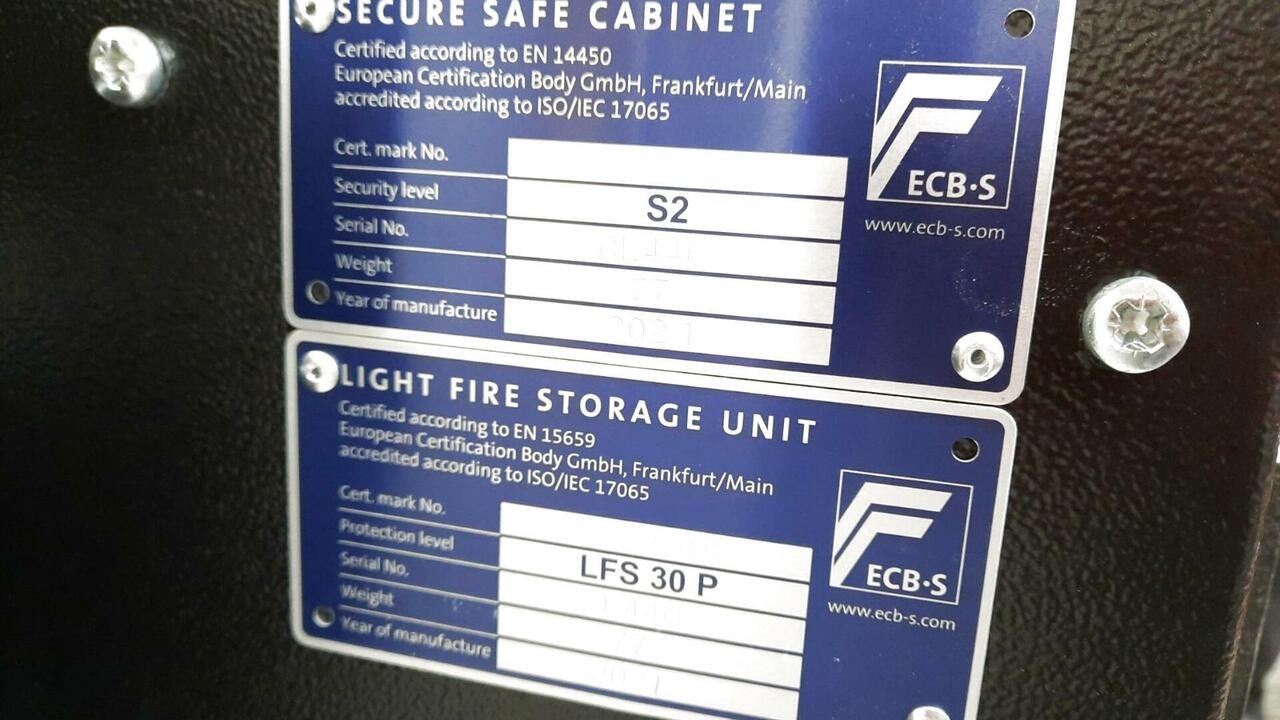 SECURE SAFE CABINET
Certified according to EN 14450
European Certification Body GmbH, Frankfurt/Main
accredited according to ISO/IEC 17065
Cert. mark No.
Security level S2
Serial No.
Weight
Year of manufacture 2021
ECB·S
www.ecb-s.com
LIGHT FIRE STORAGE UNIT
Certified according to EN 15659
European Certification Body GmbH, Frankfurt/Main
accredited according to ISO/IEC 17065
Cert. mark No.
Protection level LFS 30 P
Serial No.
Weight 77
Year of manufacture 2021
ECB·S
www.ecb-s.com